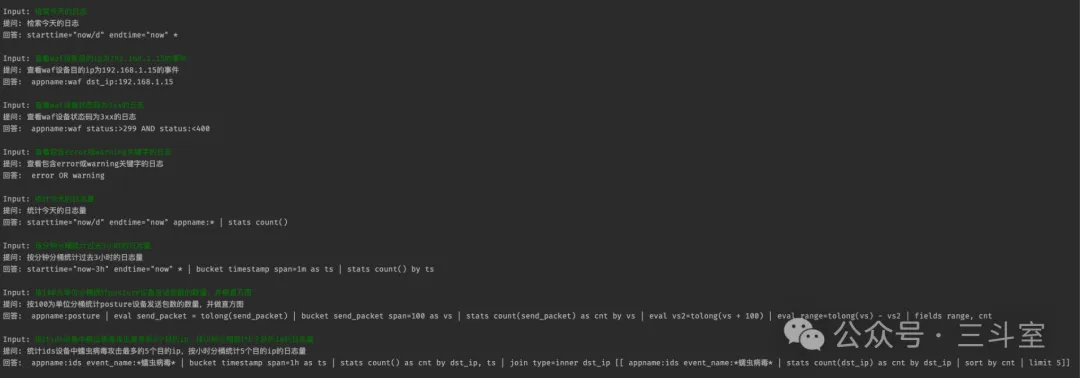 Input: 检索今天的日志
提问: 检索今天的日志
回答: starttime="now/d" endtime="now" *
Input: 查看waf设备目的ip为192.168.1.15的事件
提问: 查看waf设备目的ip为192.168.1.15的事件
回答: appname:waf dst_ip:192.168.1.15
Input: 查看waf设备状态码为3xx的日志
提问: 查看waf设备状态码为3xx的日志
回答: appname:waf status:>299 AND status:<400
Input: 查看包含error或warning关键字的日志
提问: 查看包含error或warning关键字的日志
回答: error OR warning
Input: 统计今天的日志量
提问: 统计今天的日志量
回答: starttime="now/d" endtime="now" appname:* | stats count()
Input: 按分钟分桶统计过去3小时的日志量
提问: 按分钟分桶统计过去3小时的日志量
回答: starttime="now-3h" endtime="now" * | bucket timestamp span=1m as ts | stats count() by ts
Input: 按100为单位分桶统计posture设备发送包数的数量, 并做直方图
提问: 按100为单位分桶统计posture设备发送包数的数量, 并做直方图
回答: appname:posture | eval send_packet = tolong(send_packet) | bucket send_packet span=100 as vs | stats count(send_packet) as cnt by vs | eval vs2=tolong(vs + 100) | eval range=tolong(vs) - vs2 | fields range, cnt
Input: 统计ids设备中蠕虫病毒攻击最多的5个目的ip, 按小时分桶统计5个目的ip的日志量
提问: 统计ids设备中蠕虫病毒攻击最多的5个目的ip, 按小时分桶统计5个目的ip的日志量
回答: appname:ids event_name:*蠕虫病毒* | bucket timestamp span=1h as ts | stats count() as cnt by dst_ip, ts | join type=inner dst_ip [[ appname:ids event_name:*蠕虫病毒* | stats count(dst_ip) as cnt by dst_ip | sort by cnt | limit 5]]
公众号 · 三斗室